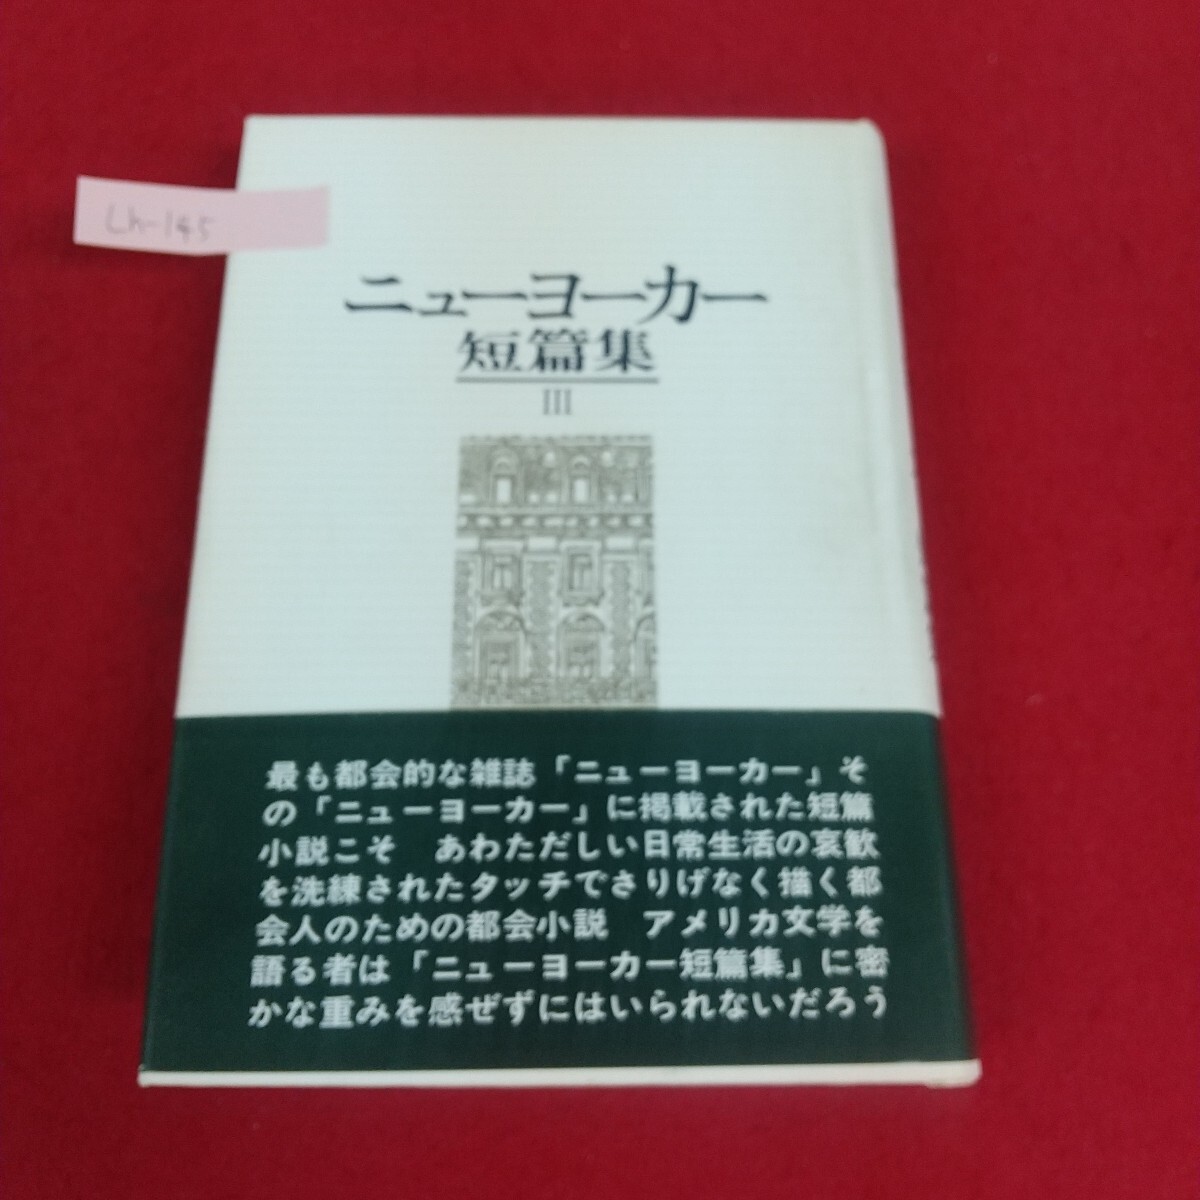 Lh-145
ニューヨーカー
短篇集
III
最も都会的な雑誌「ニューヨーカー」そ
の「ニューヨーカー」に掲載された短篇
小説こそ　あわただしい日常生活の哀歓
を洗練されたタッチでさりげなく描く都
会人のための都会小説　アメリカ文学を
語る者は「ニューヨーカー短篇集」に密
かな重みを感ぜずにはいられないだろう